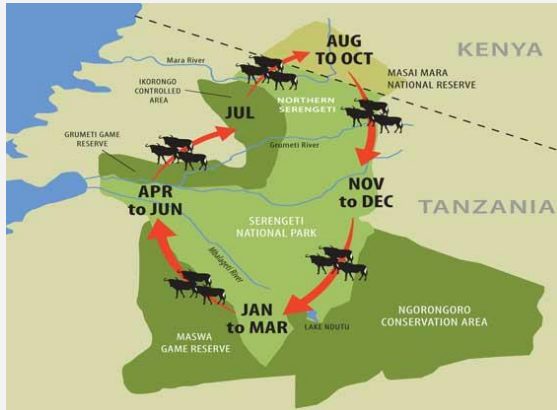 AUG
TO OCT
KENYA
Mara River
MASAI MARA
NATIONAL RESERVE
IKORONGO
CONTROLLED
AREA
JUL
NORTHERN
SERENGETI
GRUMETI GAME
RESERVE
Grumeti River
APR
to JUN
NOV
to DEC
TANZANIA
SERENGETI
NATIONAL PARK
Mbalageti River
JAN
to MAR
LAKE NDUTU
NGORONGORO
CONSERVATION AREA
MASWA
GAME RESERVE